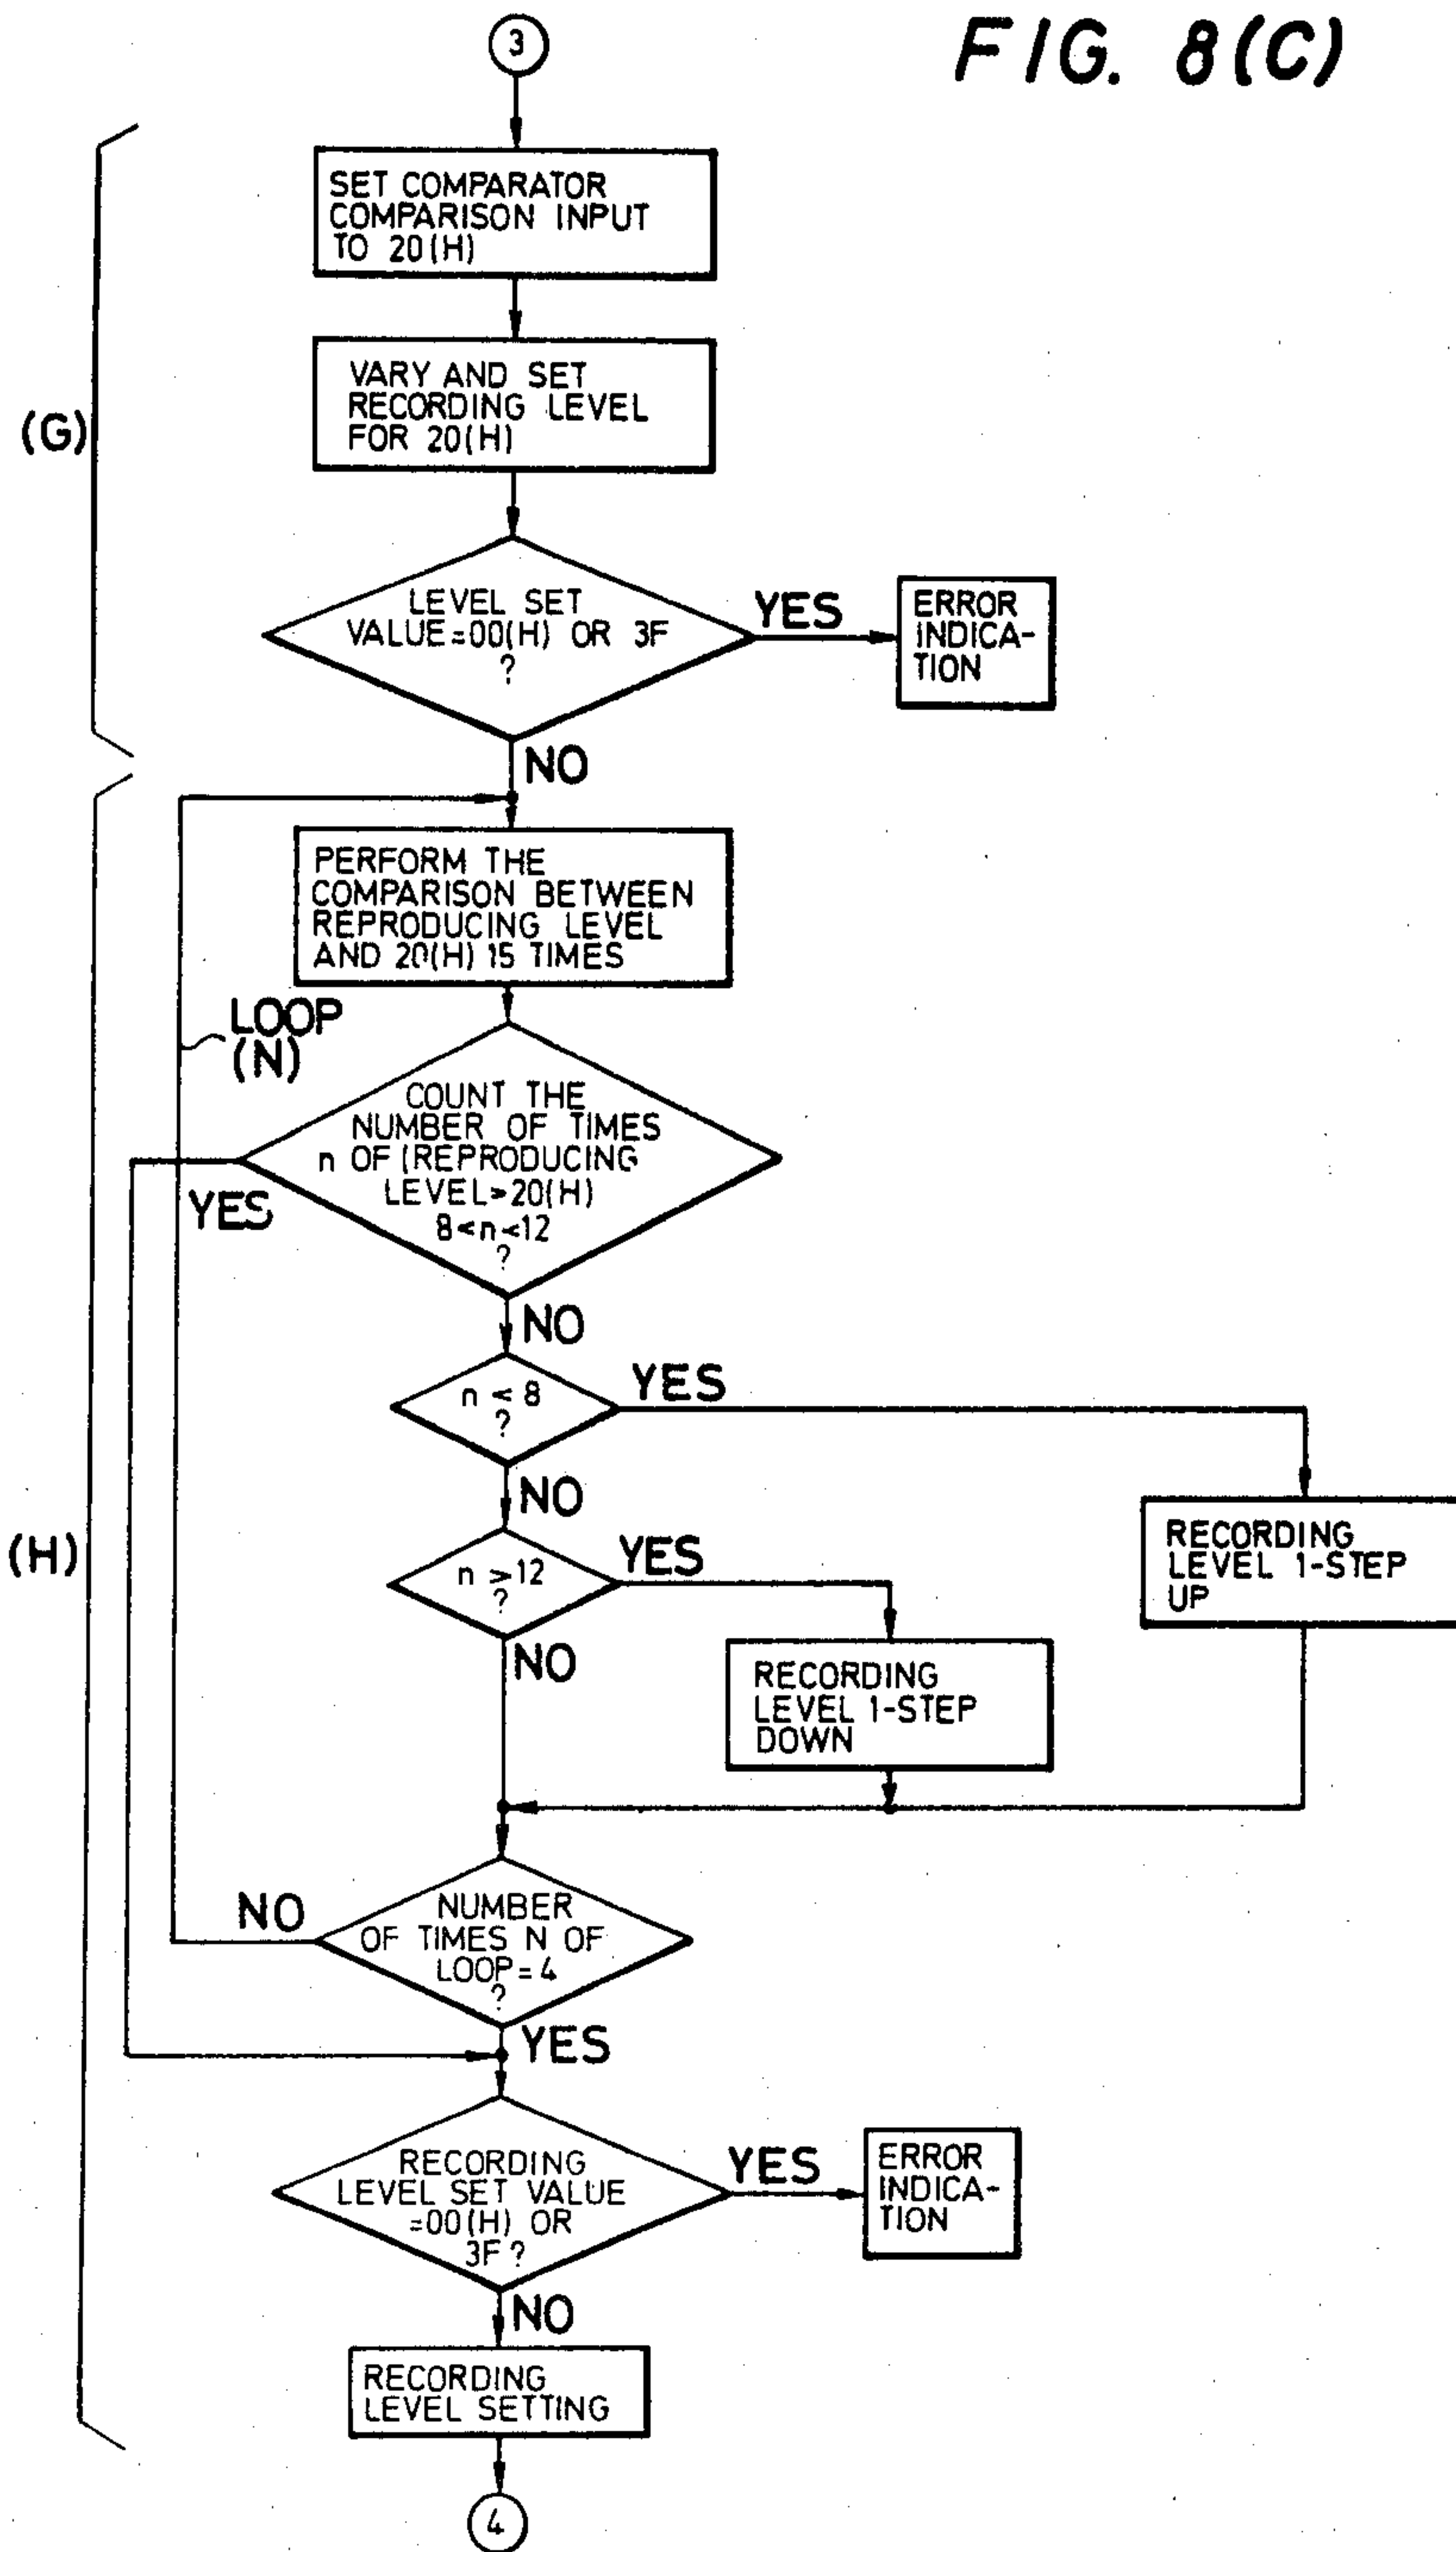 FIG. 8(C)
3
SET COMPARATOR
COMPARISON INPUT
TO 20(H)
VARY AND SET
RECORDING LEVEL
FOR 20(H)
(G)
LEVEL SET
VALUE=00(H) OR 3F
?
YES
ERROR
INDICA-
TION
NO
PERFORM THE
COMPARISON BETWEEN
REPRODUCING LEVEL
AND 20(H) 15 TIMES
LOOP
(N)
COUNT THE
NUMBER OF TIMES
n OF (REPRODUCING
LEVEL>20(H)
8<n<12
?
YES
NO
n < 8
?
YES
NO
RECORDING
LEVEL 1-STEP
UP
(H)
n >12
?
YES
NO
RECORDING
LEVEL 1-STEP
DOWN
NUMBER
OF TIMES N OF
LOOP=4
?
NO
YES
RECORDING
LEVEL SET VALUE
=00(H) OR
3F ?
YES
ERROR
INDICA-
TION
NO
RECORDING
LEVEL SETTING
4